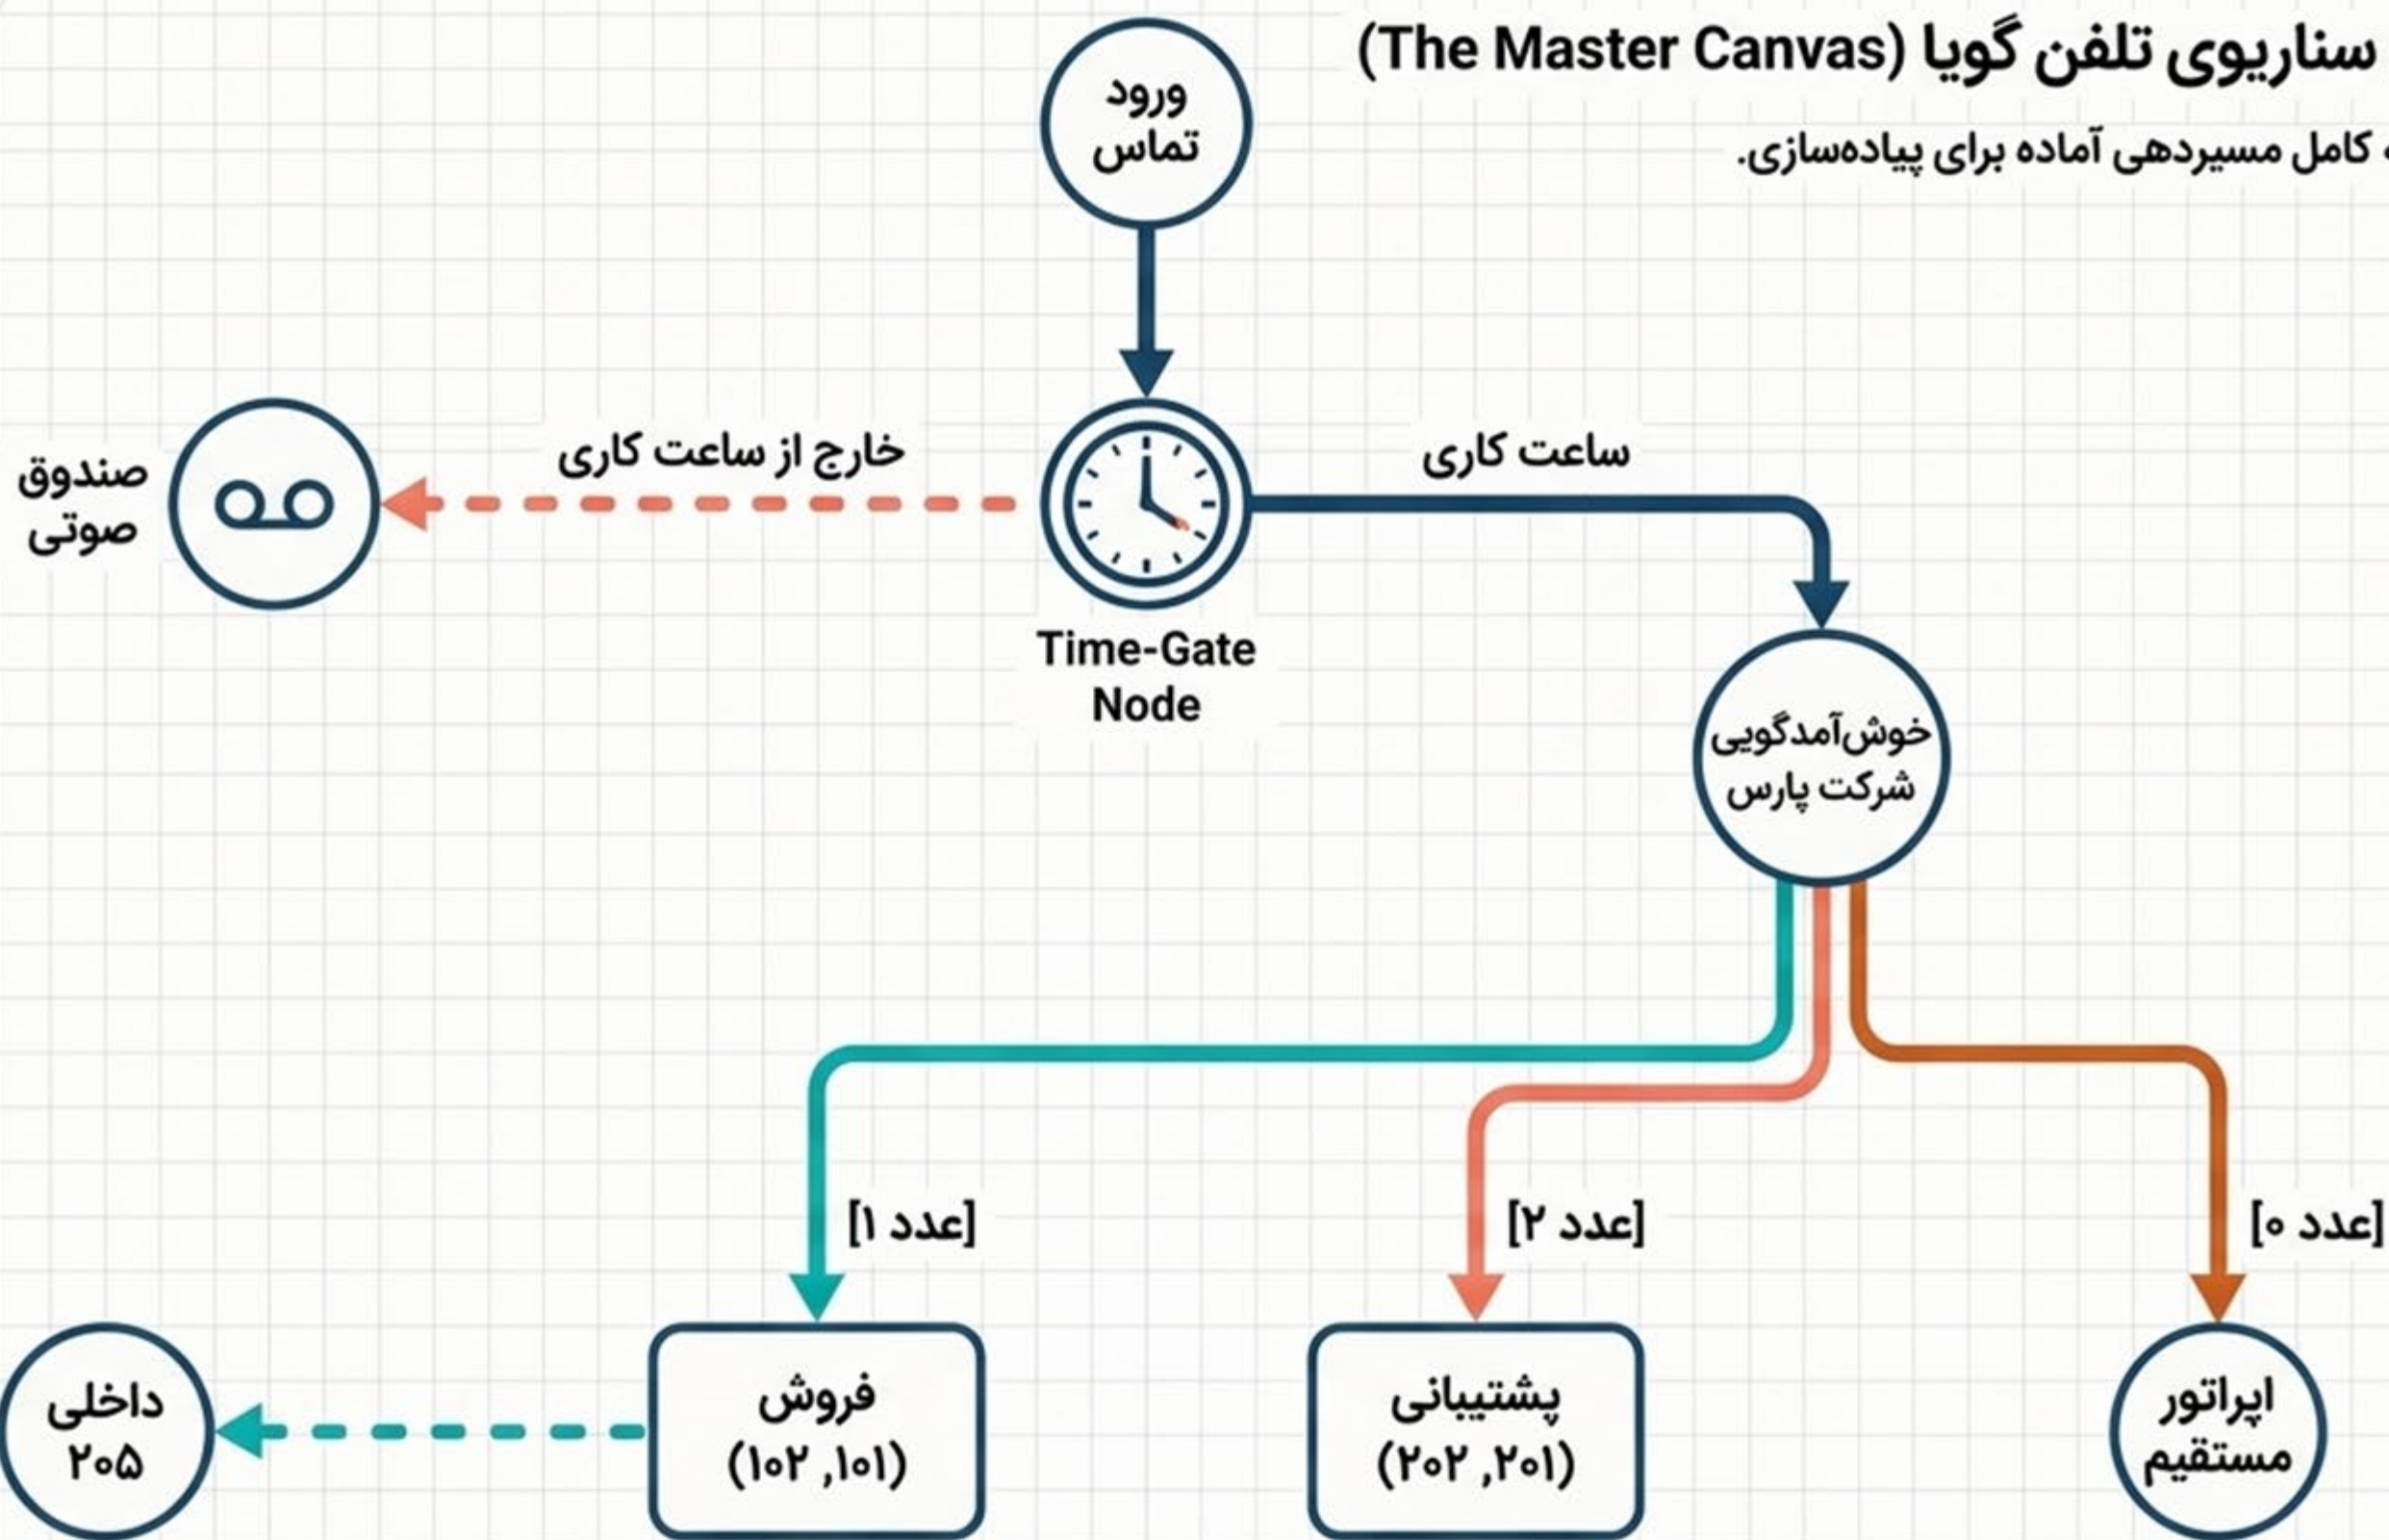 سناریوی تلفن گویا (The Master Canvas)
کامل مسیردهی آماده برای پیاده‌سازی.
ورود
تماس
ساعت کاری
خارج از ساعت کاری
صندوق
صوتی
Time-Gate
Node
خوش‌آمدگویی
شرکت پارس
[عدد ۰]
[عدد ۲]
[عدد ۱]
اپراتور
مستقیم
پشتیبانی
(۲۰۱, ۲۰۲)
فروش
(۱۰۱, ۱۰۲)
داخلی
۲۰۵